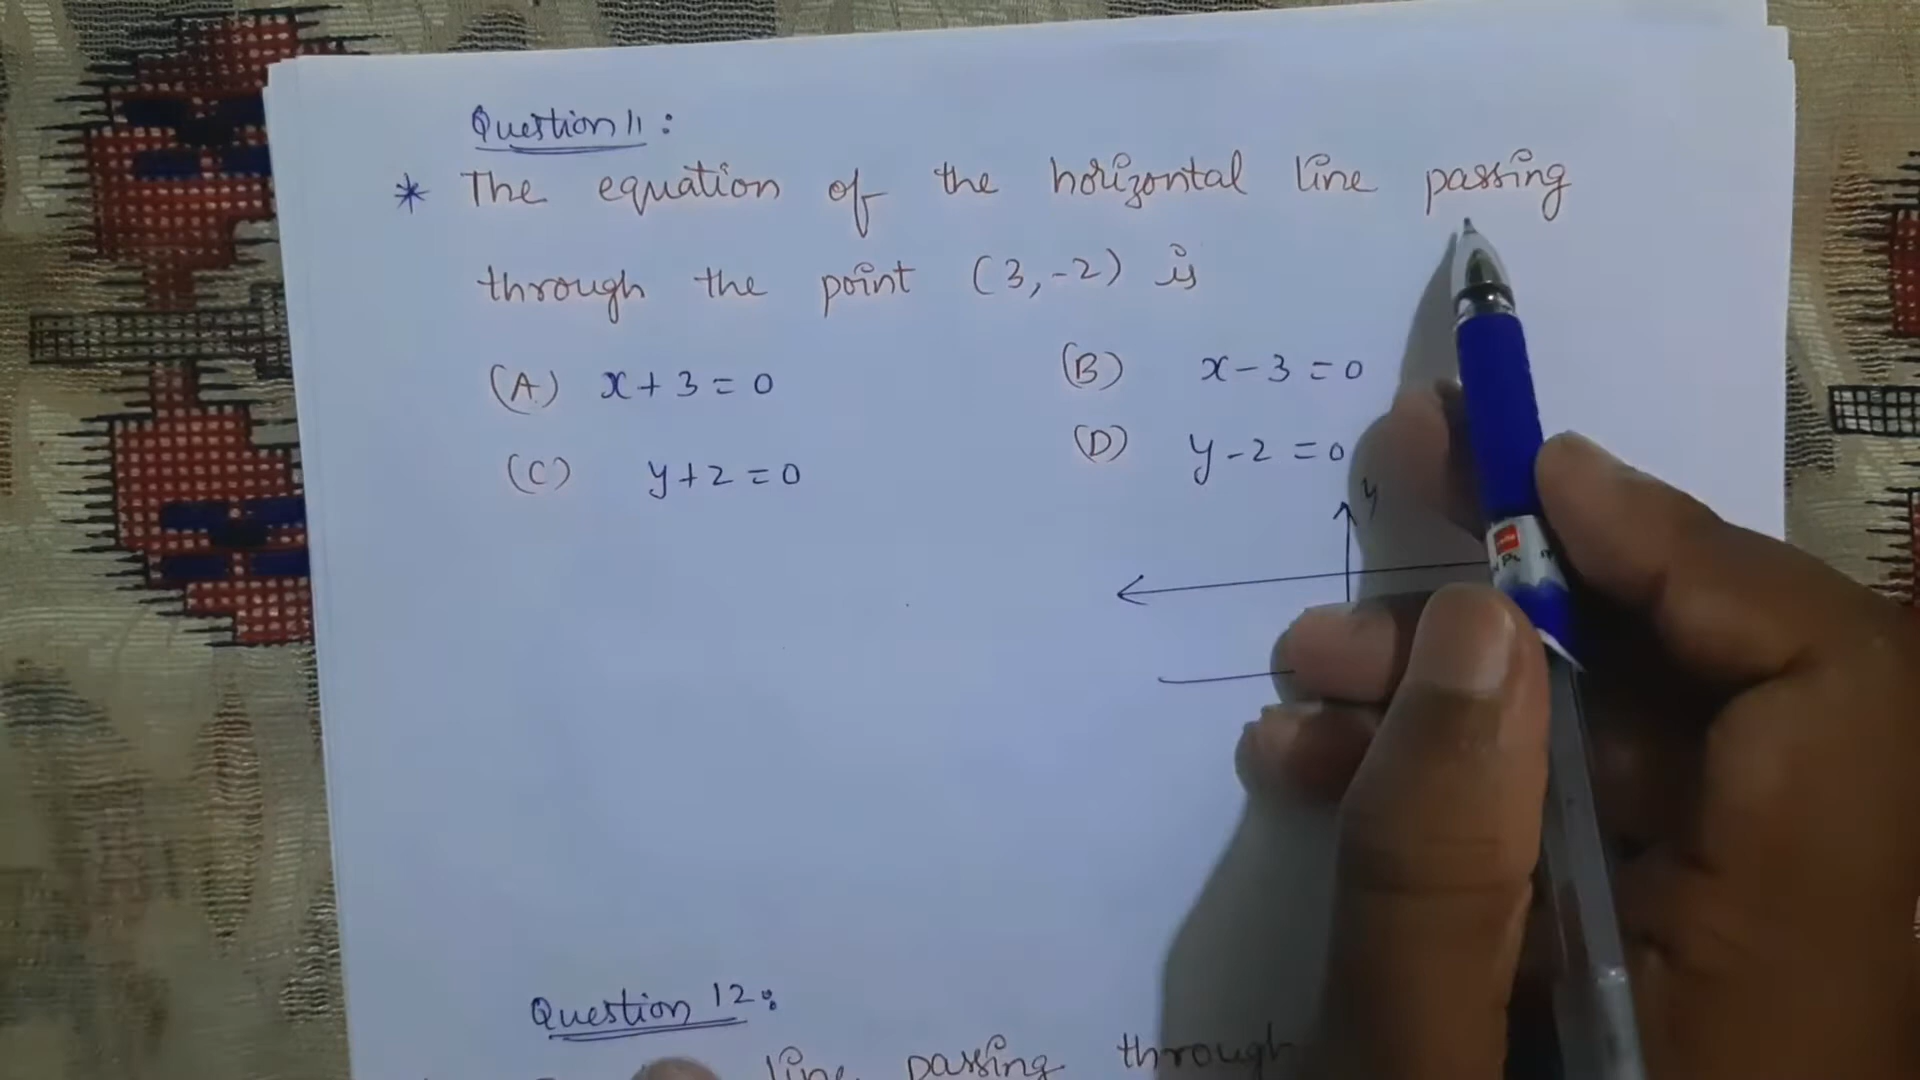 Question 11 :
* The equation of the horizontal line passing
through the point (3,-2) is
(A) x+3=0
(B) x-3=0
(C) y+2=0
(D) y-2=0
y
Question 12:
line passing through